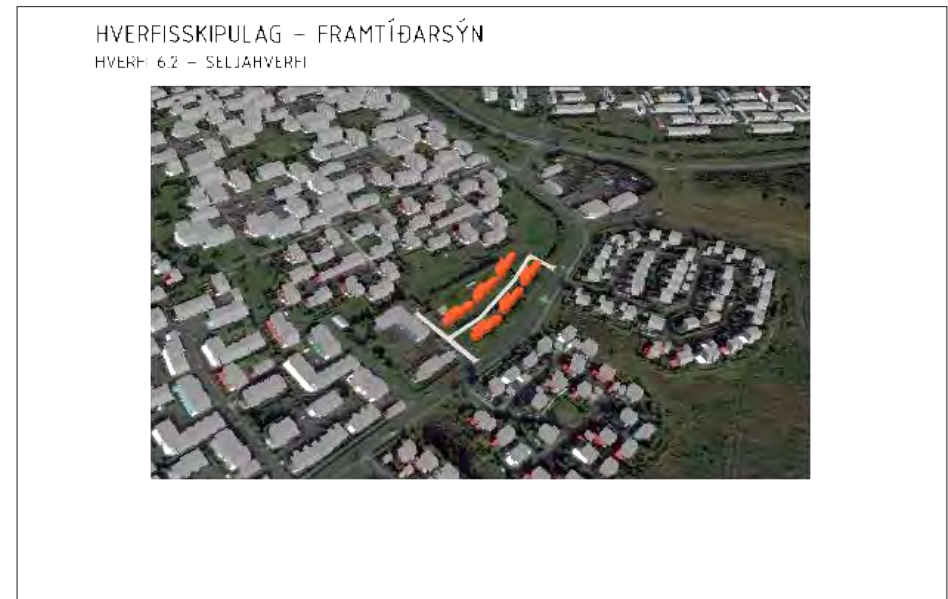 HVERFISSKIPULAG – FRAMTÍÐARSÝN
HVERFI 6.2 – SELJAHVERFI